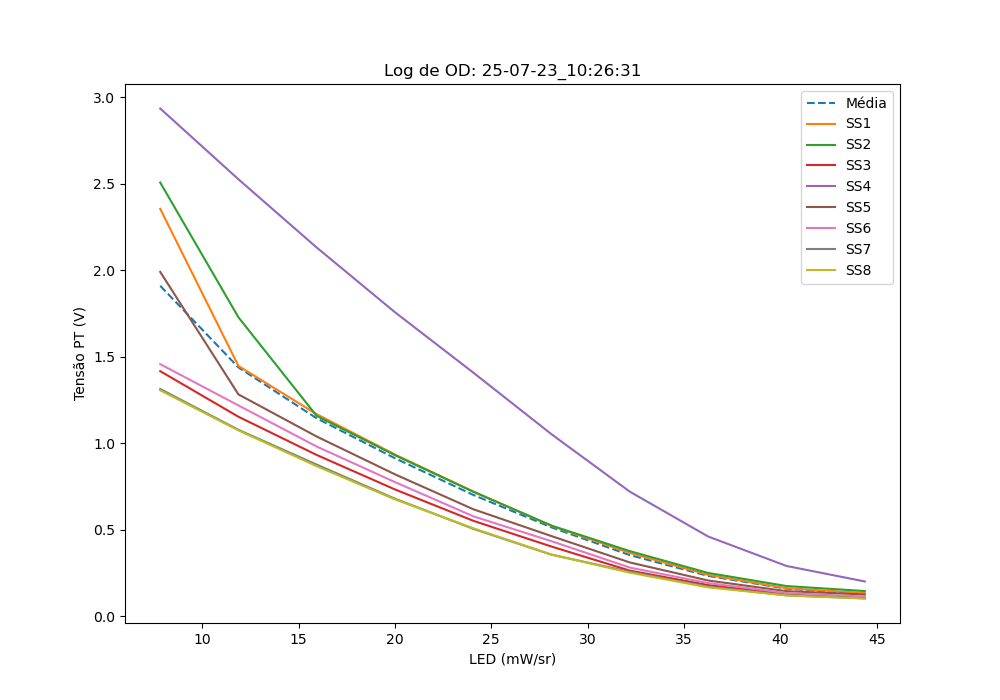 Log de OD: 25-07-23_10:26:31
3.0
2.5
2.0
1.5
1.0
0.5
0.0
Tensão PT (V)
10 15 20 25 30 35 40 45
LED (mW/sr)
Média
SS1
SS2
SS3
SS4
SS5
SS6
SS7
SS8